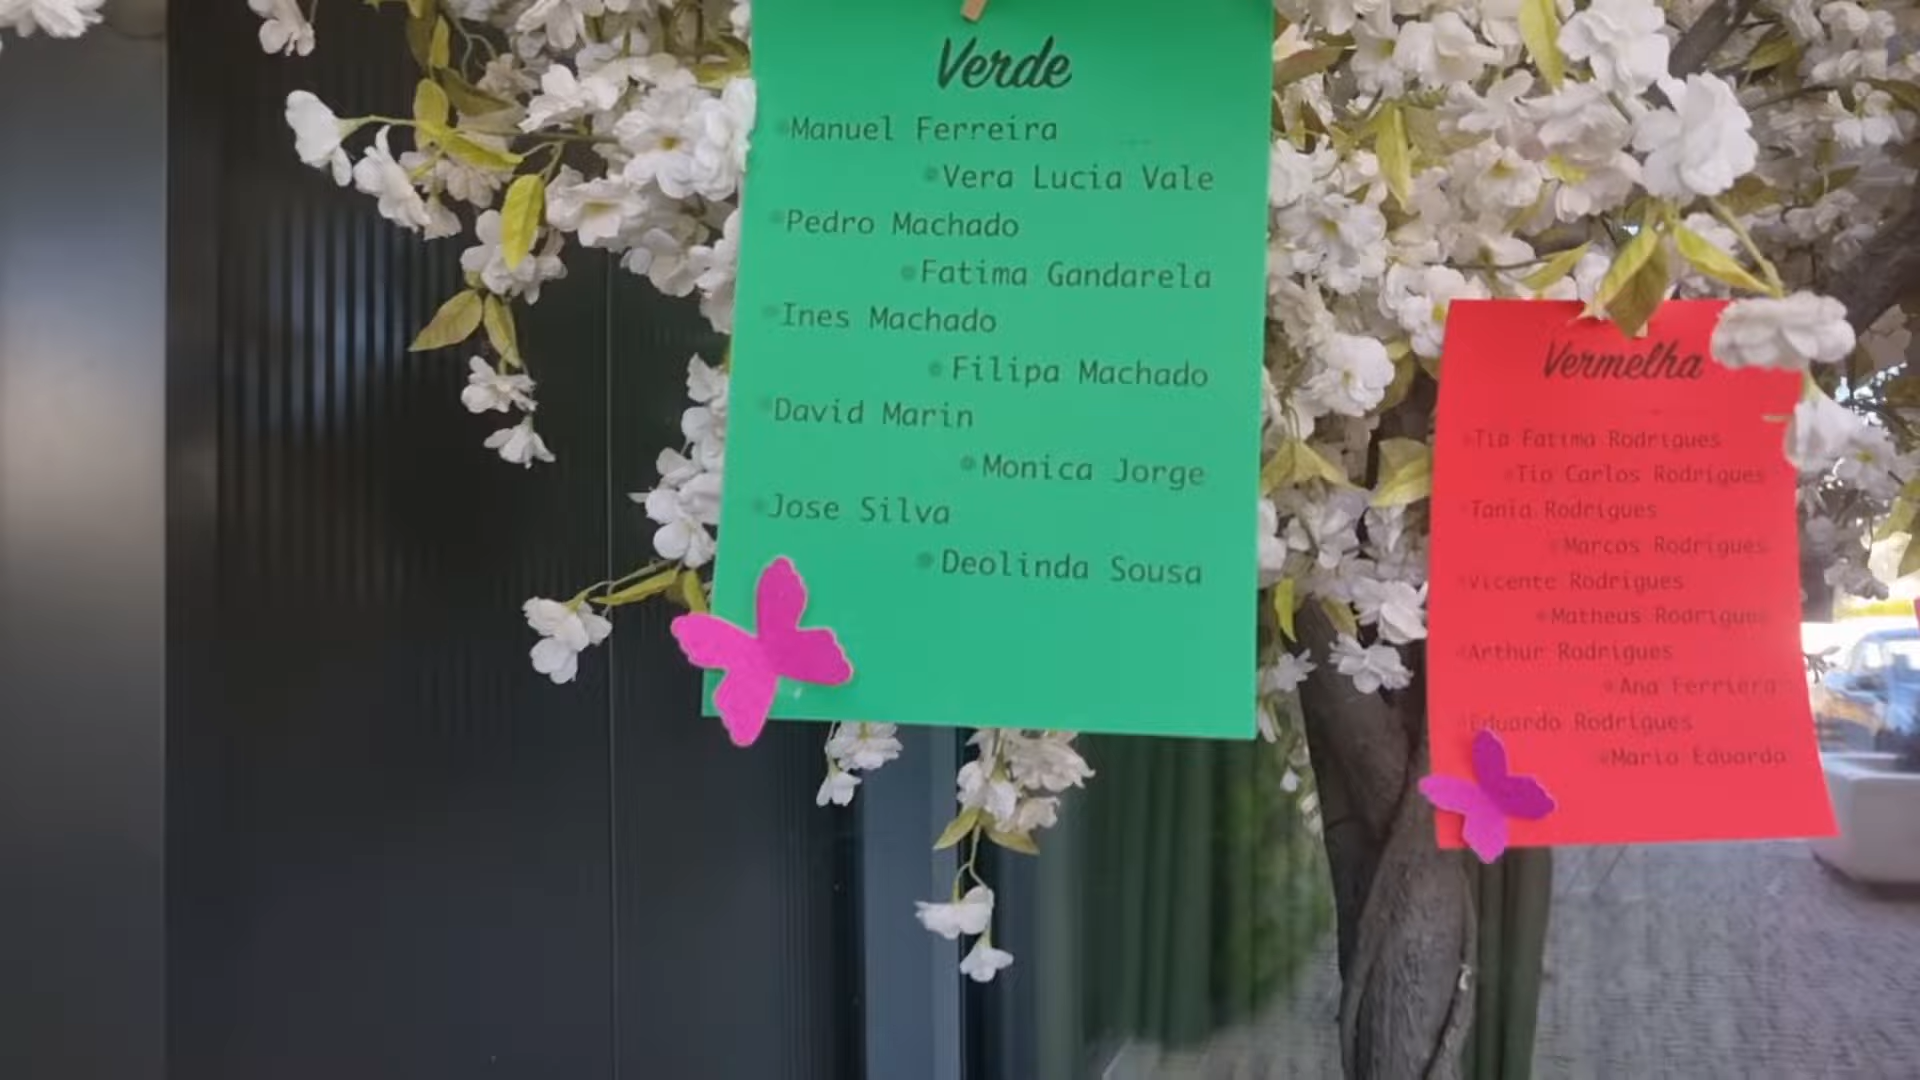 Verde
Manuel Ferreira
Vera Lucia Vale
Pedro Machado
Fatima Gandarela
Ines Machado
Filipa Machado
David Marin
Monica Jorge
Jose Silva
Deolinda Sousa
Vermelha
Tia Fatima Rodrigues
Tio Carlos Rodrigues
Tania Rodrigues
Marcos Rodrigues
Vicente Rodrigues
Matheus Rodrigues
Arthur Rodrigues
Ana Ferriera
Eduardo Rodrigues
Maria Eduarda